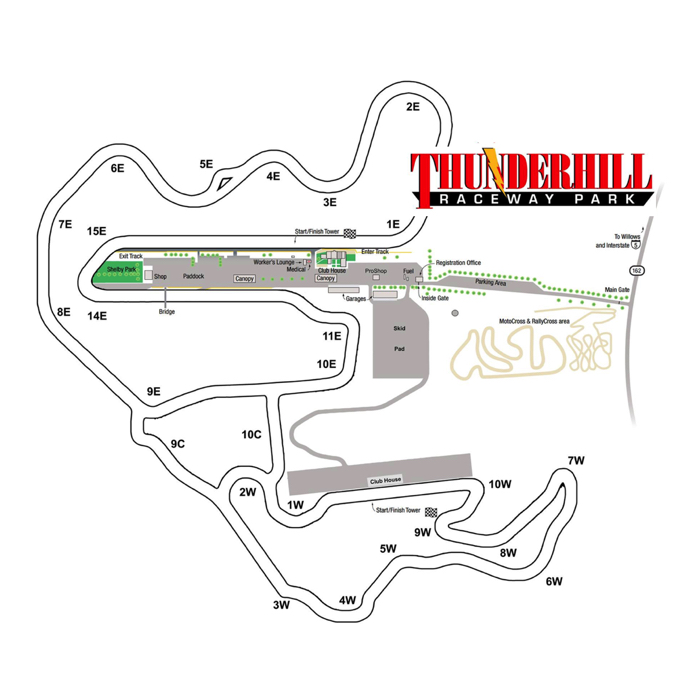 2E
THUNDERHILL
RACEWAY PARK
5E
6E
4E
3E
7E
15E
1E
Start/Finish Tower
To Willows
and Interstate 5
Exit Track
Enter Track
Worker's Lounge
Medical
Registration Office
162
Shelby Park
Shop
Paddock
Canopy
Club House
Canopy
ProShop
Fuel
Parking Area
Main Gate
Garages
Inside Gate
8E
14E
Bridge
MotoCross & RallyCross area
11E
10E
Skid
Pad
9E
9C
10C
7W
2W
1W
Club House
10W
Start/Finish Tower
9W
5W
8W
6W
3W
4W